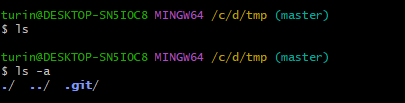 turin@DESKTOP-SN5IOC8 MINGW64 /c/d/tmp (master)
$ ls
turin@DESKTOP-SN5IOC8 MINGW64 /c/d/tmp (master)
$ ls -a
./ ../ .git/